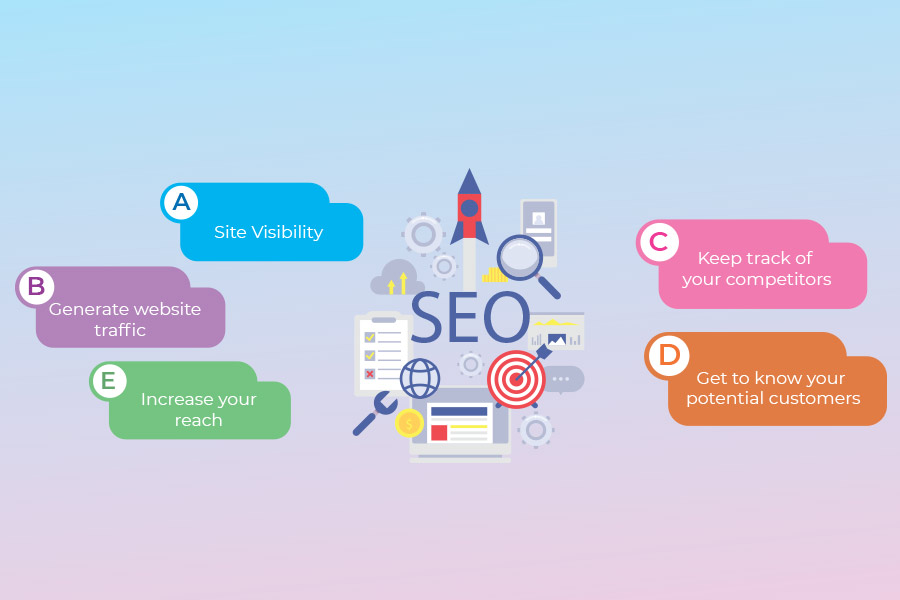 A
Site Visibility
B
Generate website
traffic
E
Increase your
reach
SEO
$
C
Keep track of
your competitors
D
Get to know your
potential customers